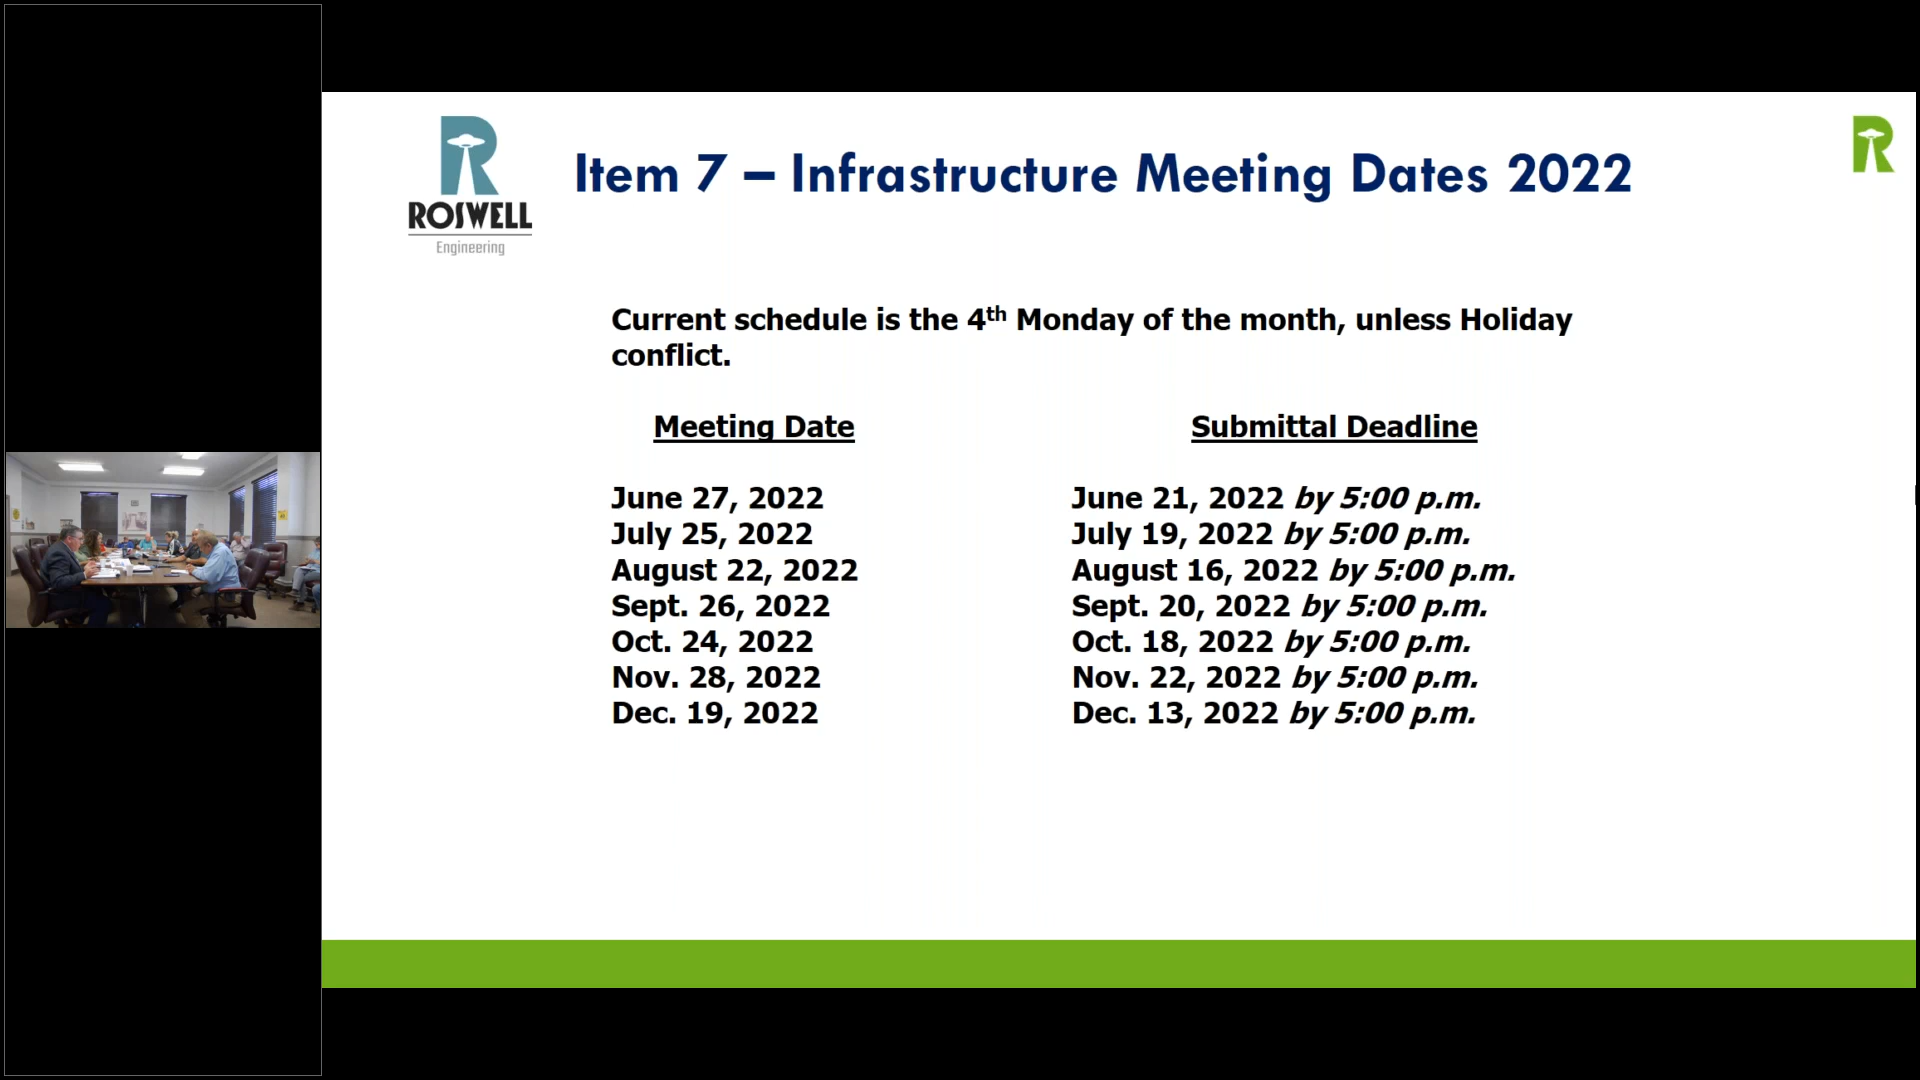 ROSWELL
Engineering
Item 7 – Infrastructure Meeting Dates 2022
Current schedule is the 4th Monday of the month, unless Holiday
conflict.
Meeting Date Submittal Deadline
June 27, 2022 June 21, 2022 by 5:00 p.m.
July 25, 2022 July 19, 2022 by 5:00 p.m.
August 22, 2022 August 16, 2022 by 5:00 p.m.
Sept. 26, 2022 Sept. 20, 2022 by 5:00 p.m.
Oct. 24, 2022 Oct. 18, 2022 by 5:00 p.m.
Nov. 28, 2022 Nov. 22, 2022 by 5:00 p.m.
Dec. 19, 2022 Dec. 13, 2022 by 5:00 p.m.